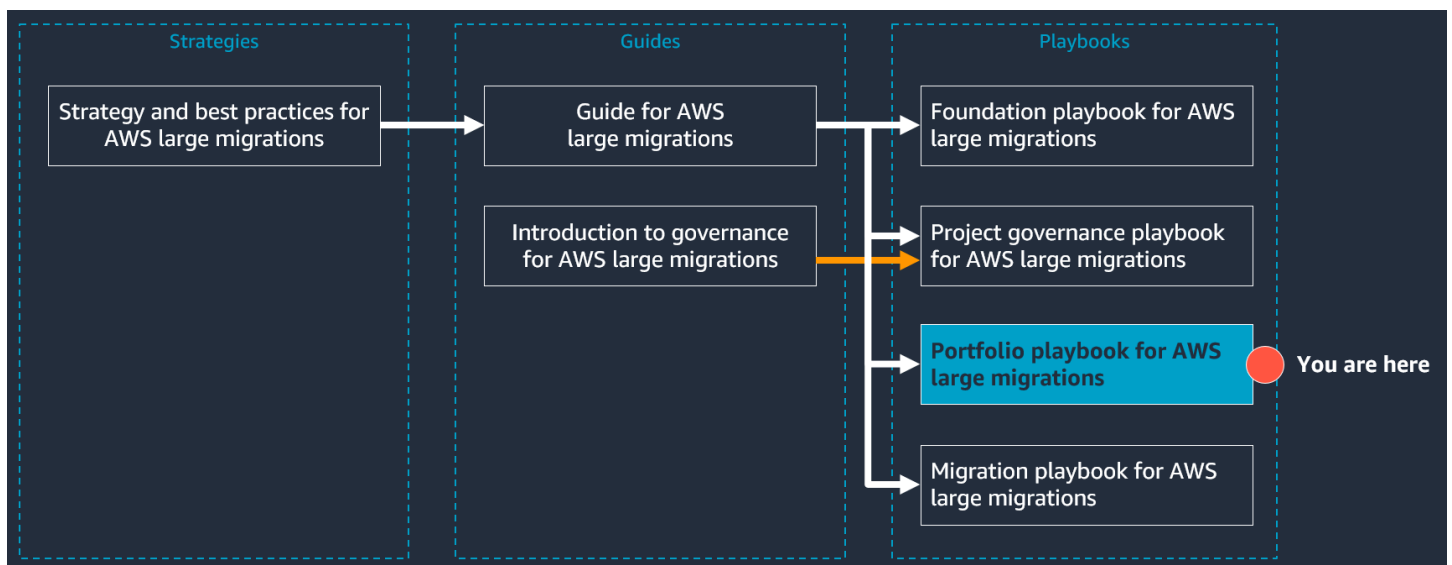 Strategies
Strategy and best practices for
AWS large migrations
Guides
Guide for AWS
large migrations
Introduction to governance
for AWS large migrations
Playbooks
Foundation playbook for AWS
large migrations
Project governance playbook
for AWS large migrations
Portfolio playbook for AWS
large migrations
You are here
Migration playbook for AWS
large migrations